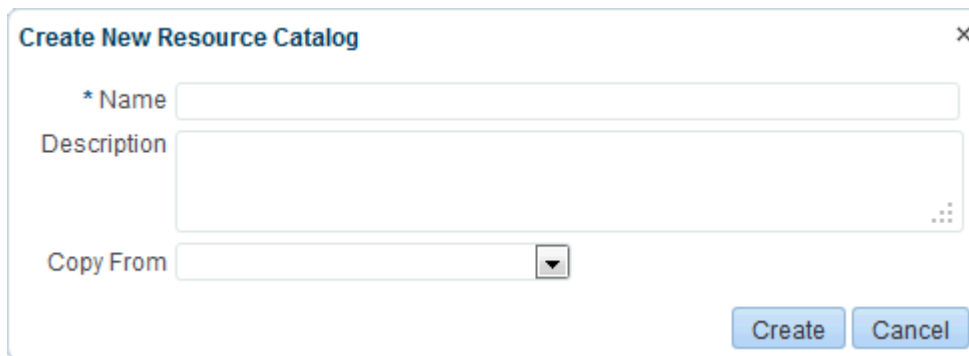 Create New Resource Catalog
* Name
Description
Copy From
Create Cancel